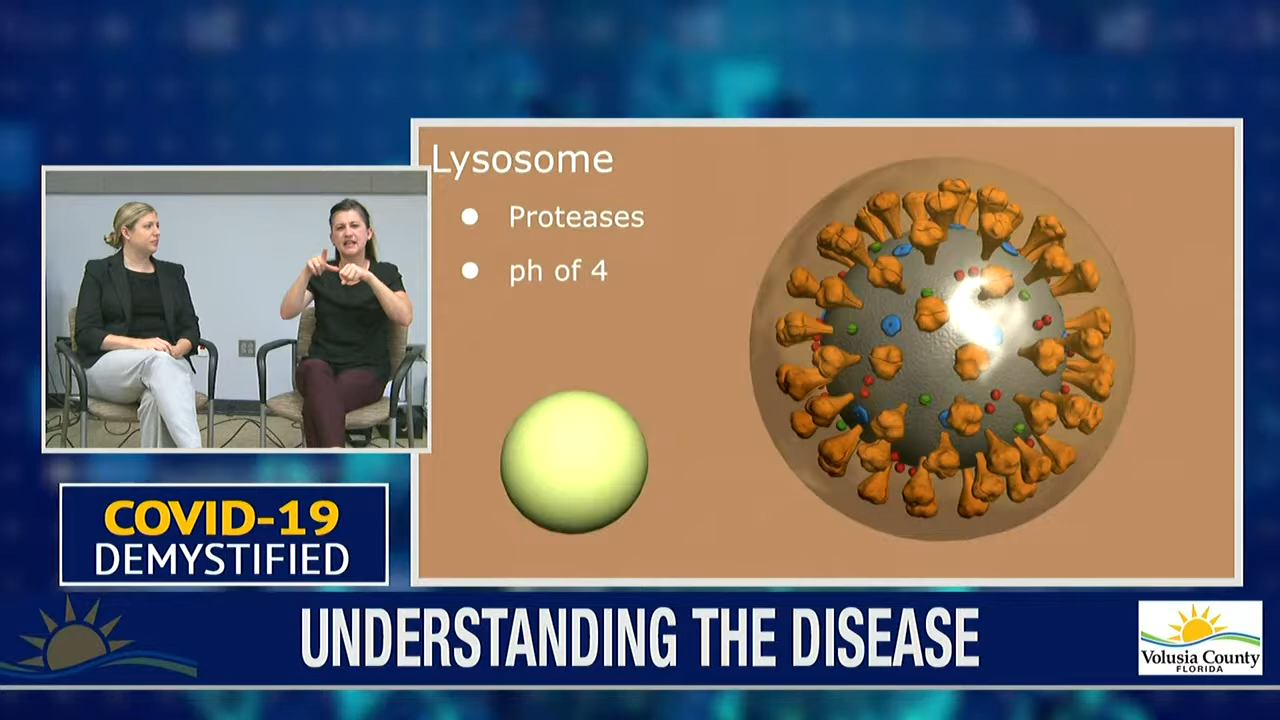 Lysosome
● Proteases
● ph of 4
COVID-19
DEMYSTIFIED
UNDERSTANDING THE DISEASE
Volusia County
FLORIDA